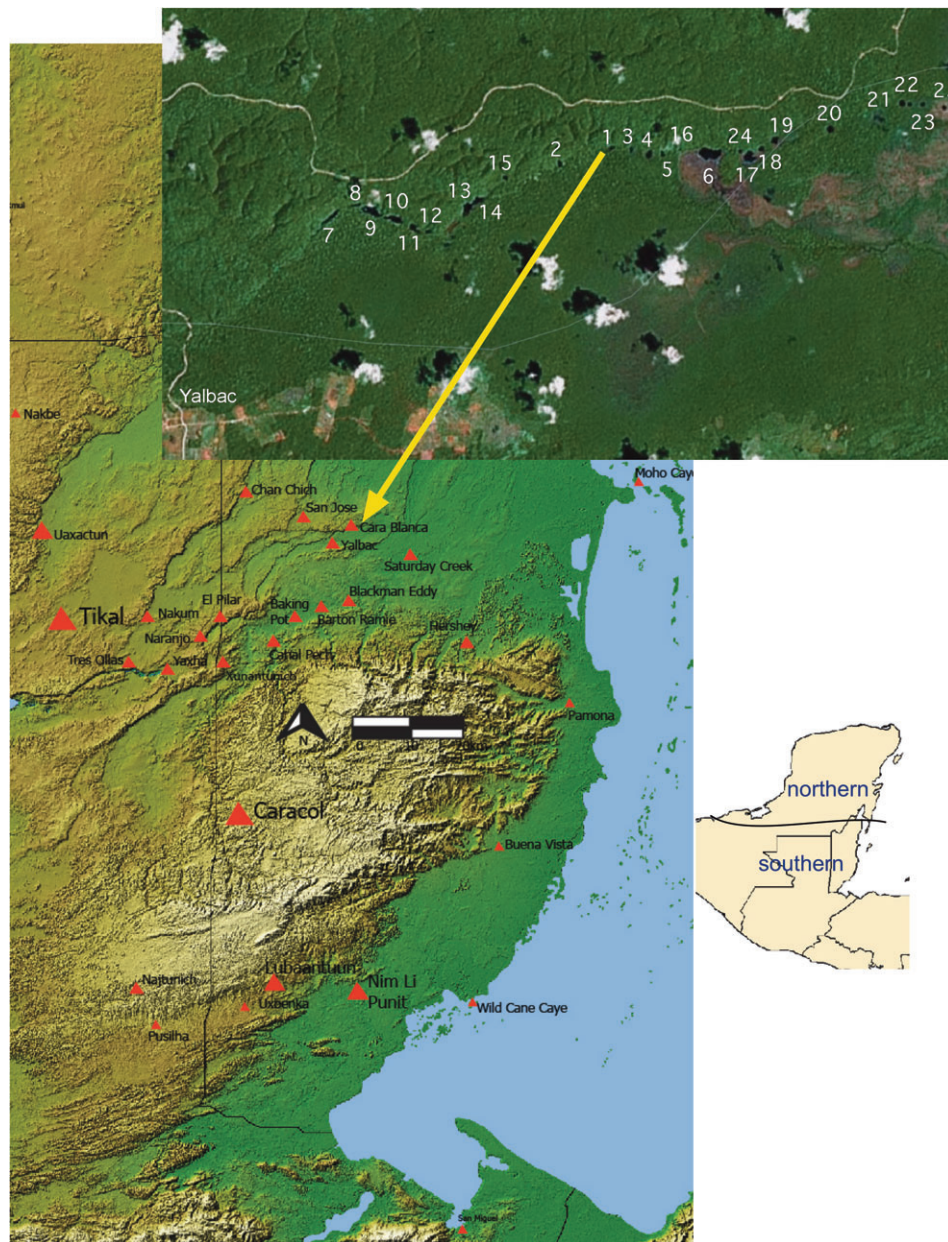 22
21
2
20
23
19
24
16
1
3
4
2
18
17
5
6
15
8
10
13
14
12
9
7
11
Yalbac
Nakbe
Moho Caye
Chan Chich
San Jose
Cara Blanca
Uaxactun
Yalbac
Saturday Creek
Blackman Eddy
El Pilar
Baking
Pot
Barton Ramie
Tikal
Nakum
Naranjo
Hershey
Cahal Pech
Tres Ollas
Yaxha
Xunantunich
Pamona
N
0 10 20km
northern
Caracol
Buena Vista
southern
Lubaantuun
Najtunich
Nim Li
Punit
Uxbenka
Wild Cane Caye
Pusilha
San Miguel